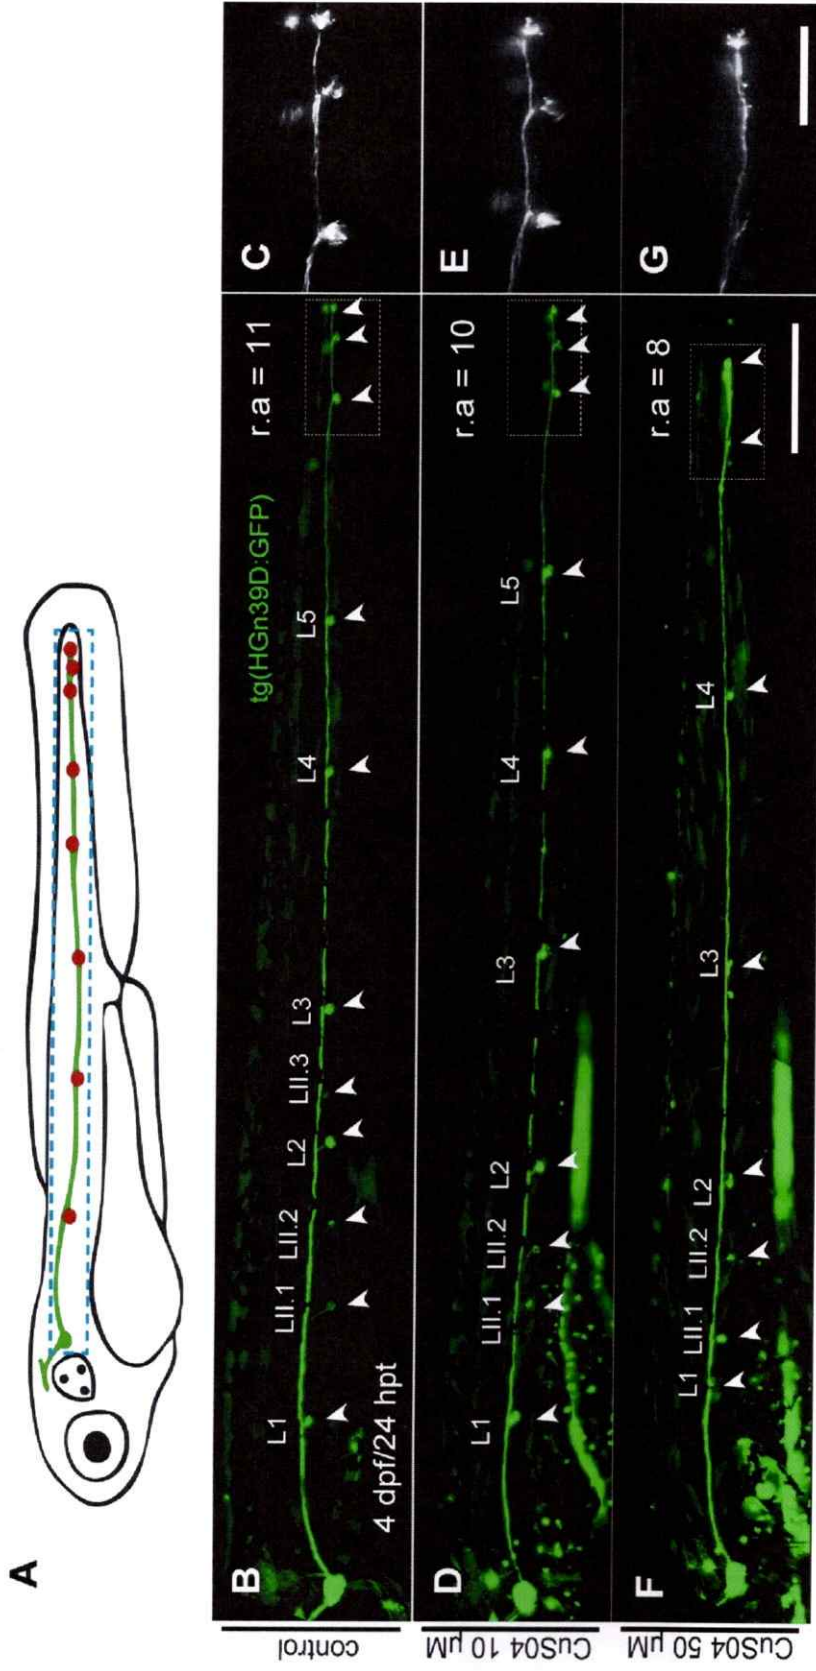 A
B
control
tg(HGn39D:GFP)
r.a = 11
L1
LII.1
LII.2
L2
LII.3
L3
L4
L5
4 dpf/24 hpt
C
D
CuS04 10 µM
r.a = 10
L1
LII.1
LII.2
L2
L3
L4
L5
E
F
CuS04 50 µM
r.a = 8
L1
LII.1
LII.2
L2
L3
L4
G